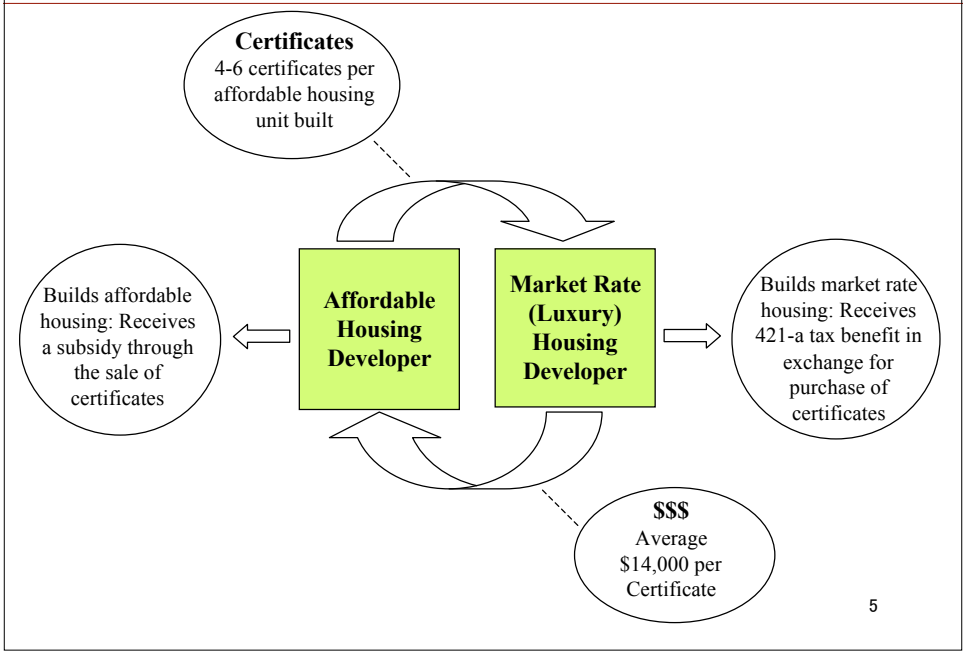 Certificates
4-6 certificates per
affordable housing
unit built
Builds affordable
housing: Receives
a subsidy through
the sale of
certificates
Affordable
Housing
Developer
Market Rate
(Luxury)
Housing
Developer
Builds market rate
housing: Receives
421-a tax benefit in
exchange for
purchase of
certificates
$$$
Average
$14,000 per
Certificate
5